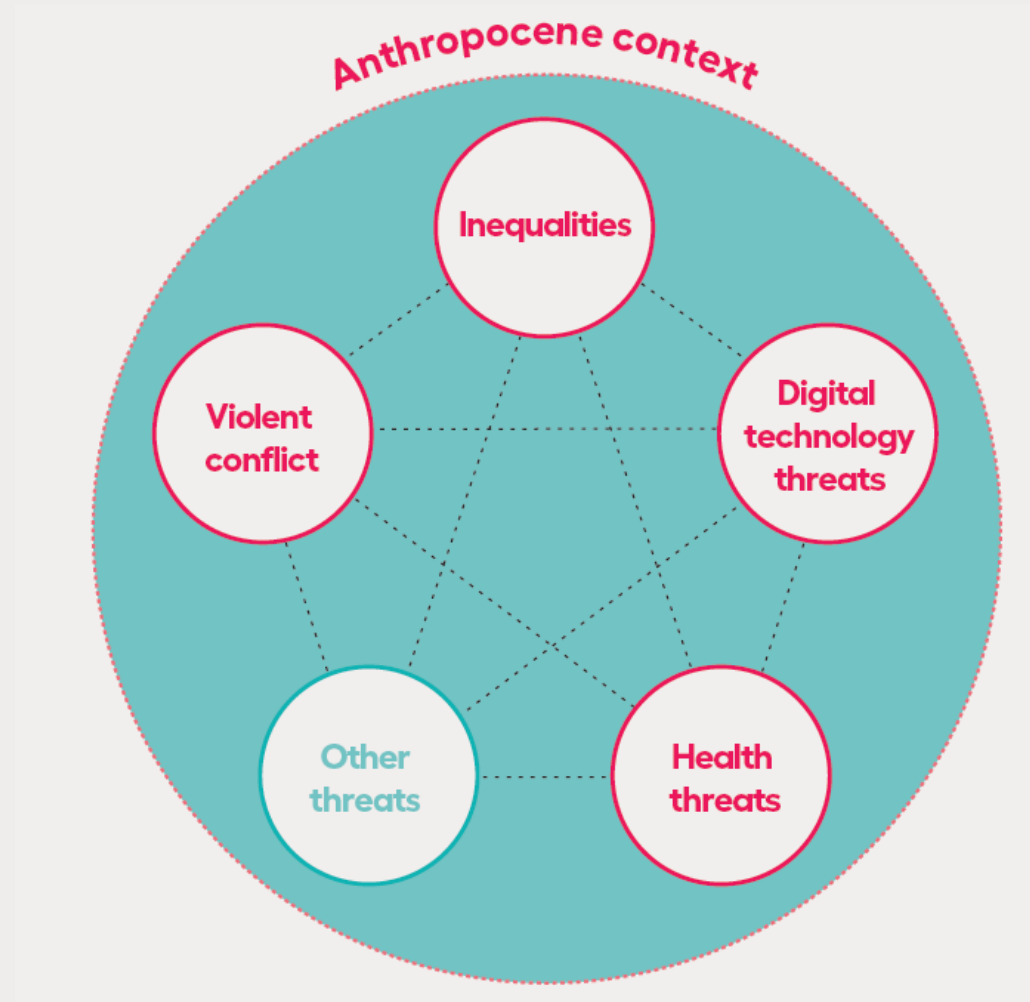 Anthropocene context
Inequalities
Violent
conflict
Digital
technology
threats
Other
threats
Health
threats